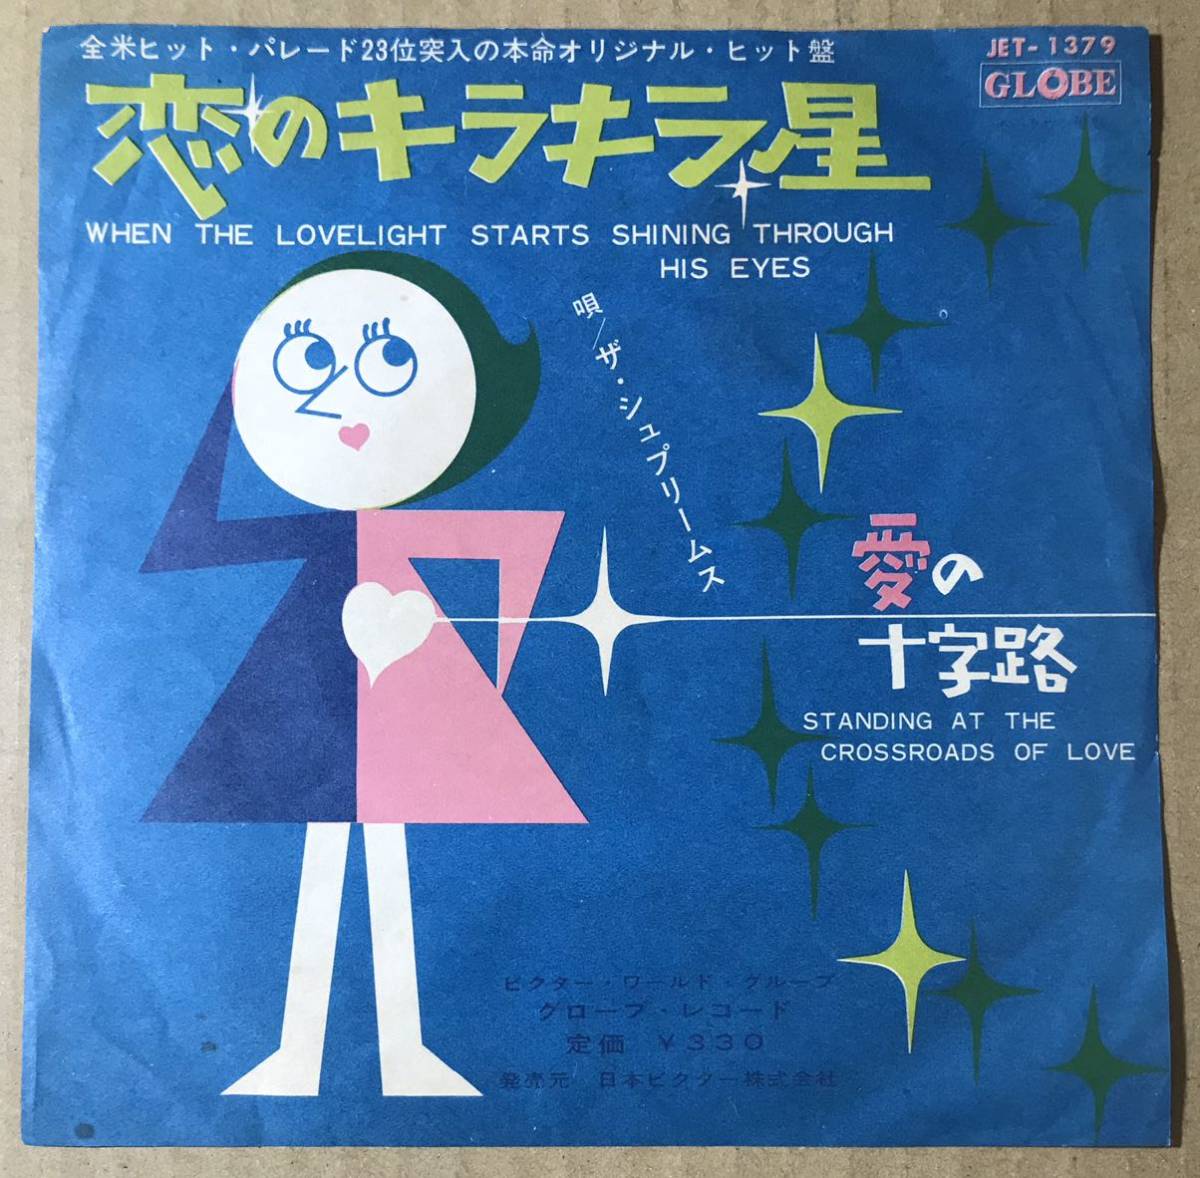 全米ヒット・パレード23位突入の本命オリジナル・ヒット盤
JET-1379
GLOBE
恋のキラキラ星
WHEN THE LOVELIGHT STARTS SHINING THROUGH
HIS EYES
唄/ザ・シュプリームス
愛の
十字路
STANDING AT THE
CROSSROADS OF LOVE
ビクター・ワールド・グループ
グローブ・レコード
定価 ¥330
発売元 日本ビクター株式会社